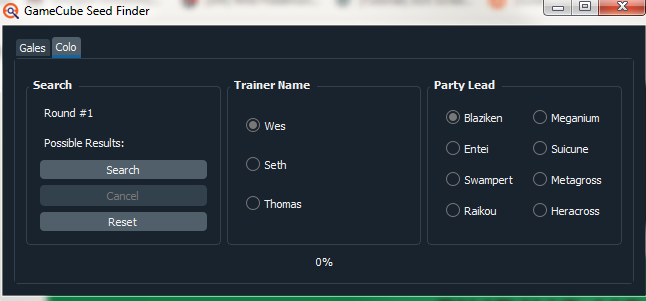 GameCube Seed Finder
Gales Colo
Search
Round #1
Possible Results:
Search
Cancel
Reset
Trainer Name
Wes
Seth
Thomas
Party Lead
Blaziken Meganium
Entei Suicune
Swampert Metagross
Raikou Heracross
0%